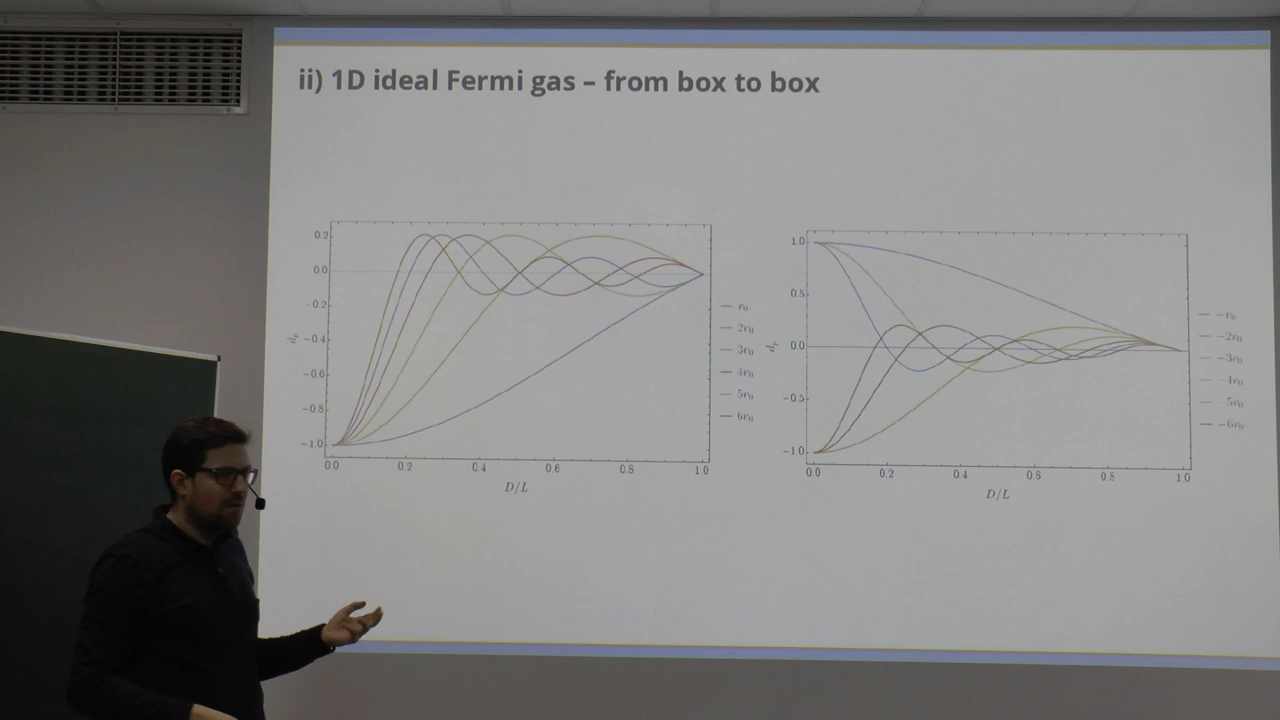 ii) 1D ideal Fermi gas – from box to box
0.2
0.0
−0.2
−0.4
−0.6
−0.8
−1.0
0.0 0.2 0.4 0.6 0.8 1.0
D/L
v₀
2v₀
3v₀
4v₀
5v₀
6v₀
1.0
0.5
0.0
−0.5
−1.0
0.0 0.2 0.4 0.6 0.8 1.0
D/L
−v₀
−2v₀
−3v₀
−4v₀
−5v₀
−6v₀